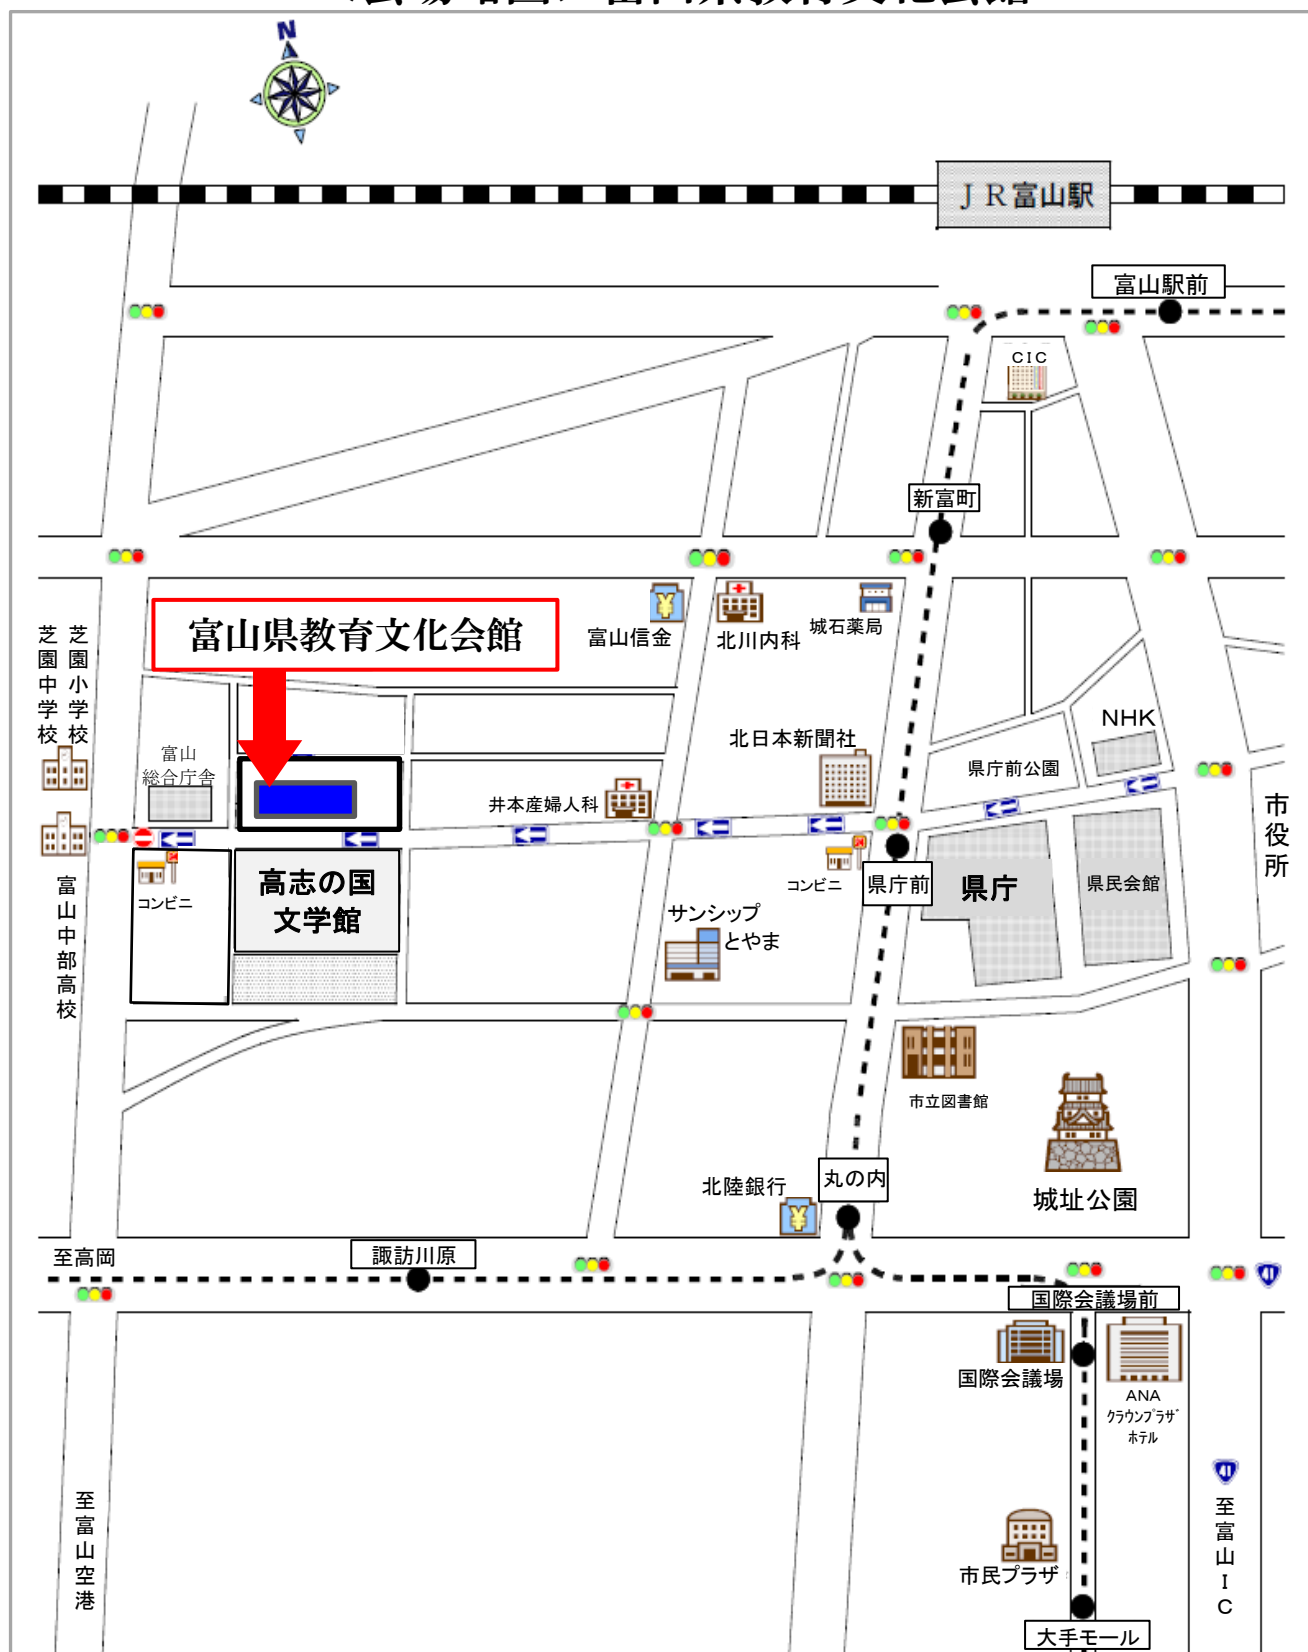 N
ＪＲ富山駅
富山駅前
CIC
新富町
富山県教育文化会館
富山信金
北川内科
城石薬局
芝園中学校
芝園小学校
NHK
北日本新聞社
県庁前公園
富山
総合庁舎
井本産婦人科
市役所
コンビニ
高志の国
文学館
コンビニ
県庁前
県庁
県民会館
富山中部高校
サンシップ
とやま
市立図書館
北陸銀行
丸の内
城址公園
至高岡
諏訪川原
41
国際会議場前
国際会議場
ANA
クラウンプラザ
ホテル
41
至富山空港
至富山IC
市民プラザ
大手モール